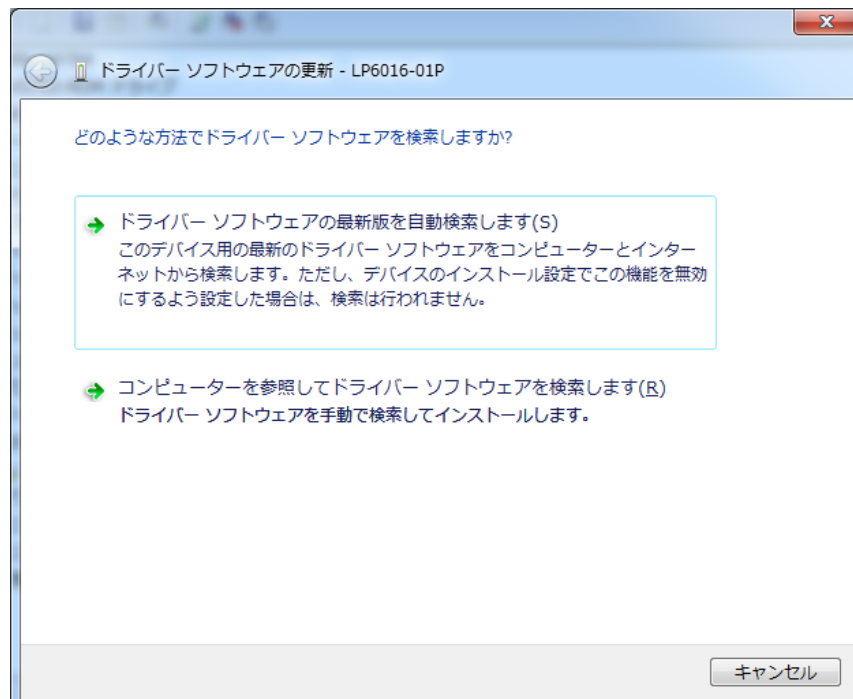 ドライバー ソフトウェアの更新 - LP6016-01P
どのような方法でドライバー ソフトウェアを検索しますか?
ドライバー ソフトウェアの最新版を自動検索します(S)
このデバイス用の最新のドライバー ソフトウェアをコンピューターとインター
ネットから検索します。ただし、デバイスのインストール設定でこの機能を無効
にするよう設定した場合は、検索は行われません。
コンピューターを参照してドライバー ソフトウェアを検索します(R)
ドライバー ソフトウェアを手動で検索してインストールします。
キャンセル